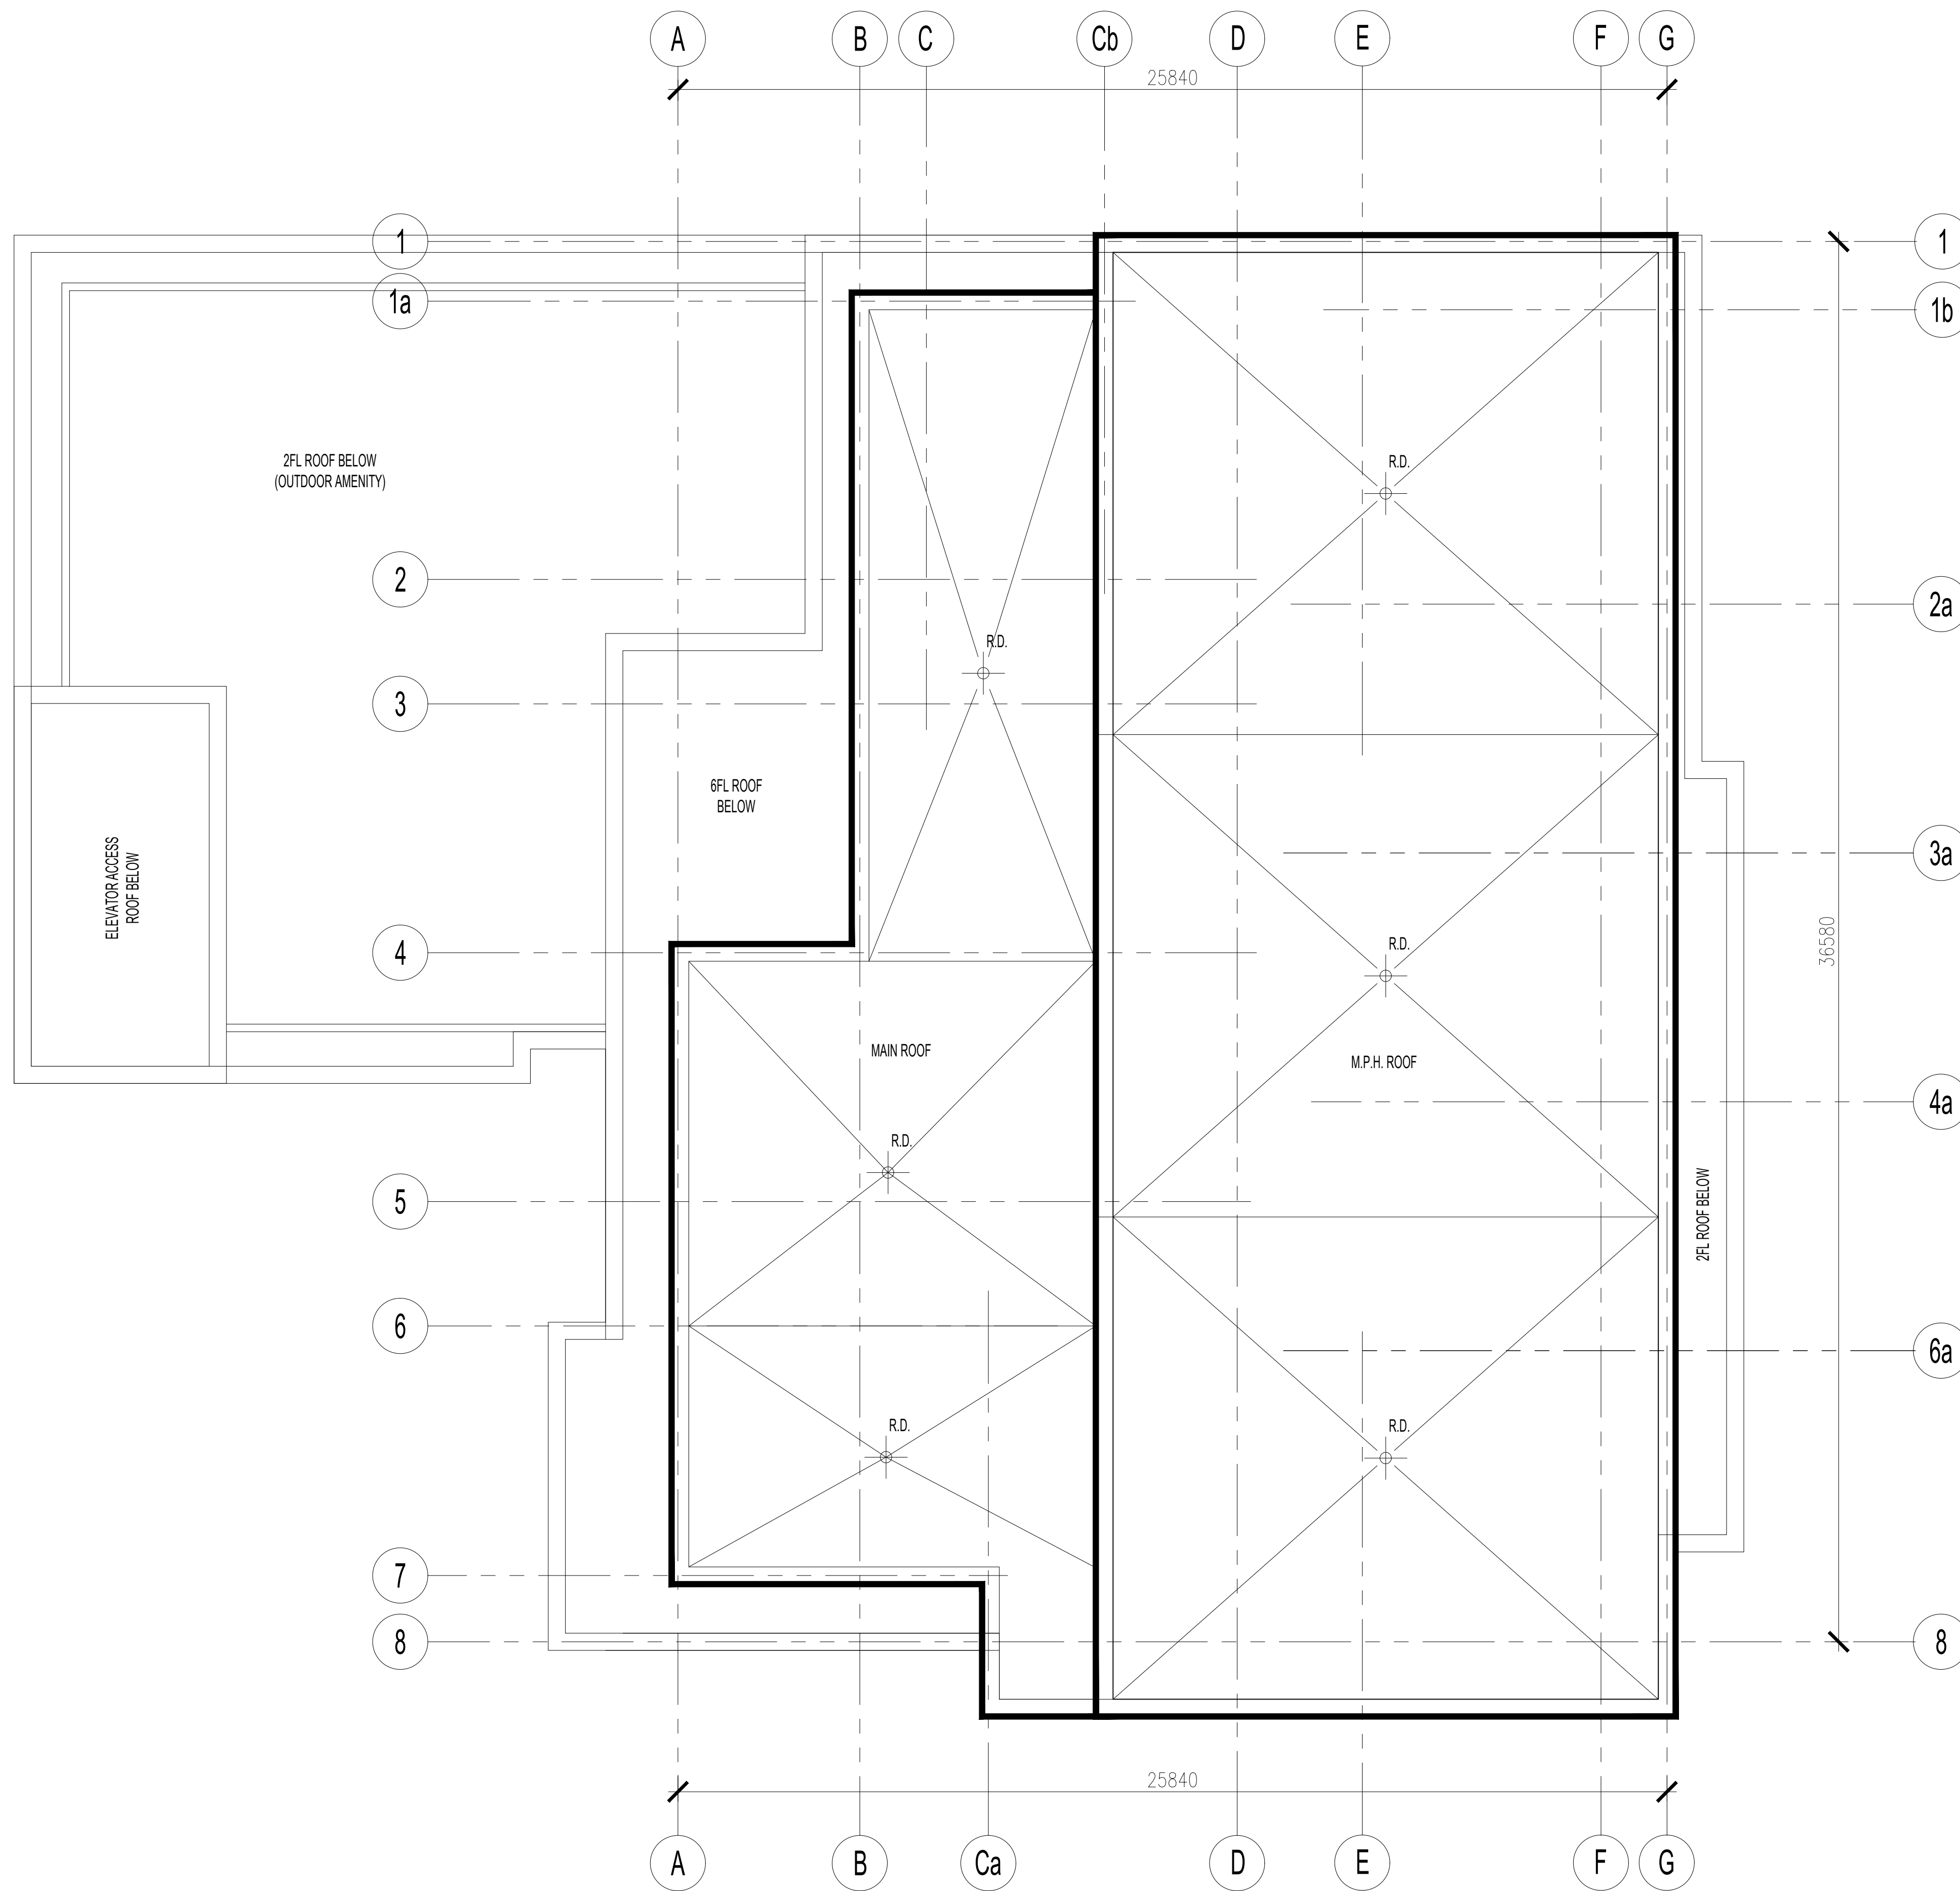 A
B
C
Cb
D
E
F
G
25840
1
1
1a
1b
2FL ROOF BELOW
(OUTDOOR AMENITY)
R.D.
2
2a
R.D.
3
6FL ROOF
BELOW
3a
ELEVATOR ACCESS
ROOF BELOW
36580
4
R.D.
MAIN ROOF
M.P.H. ROOF
4a
R.D.
5
2FL ROOF BELOW
6
6a
R.D.
R.D.
7
8
8
25840
A
B
Ca
D
E
F
G